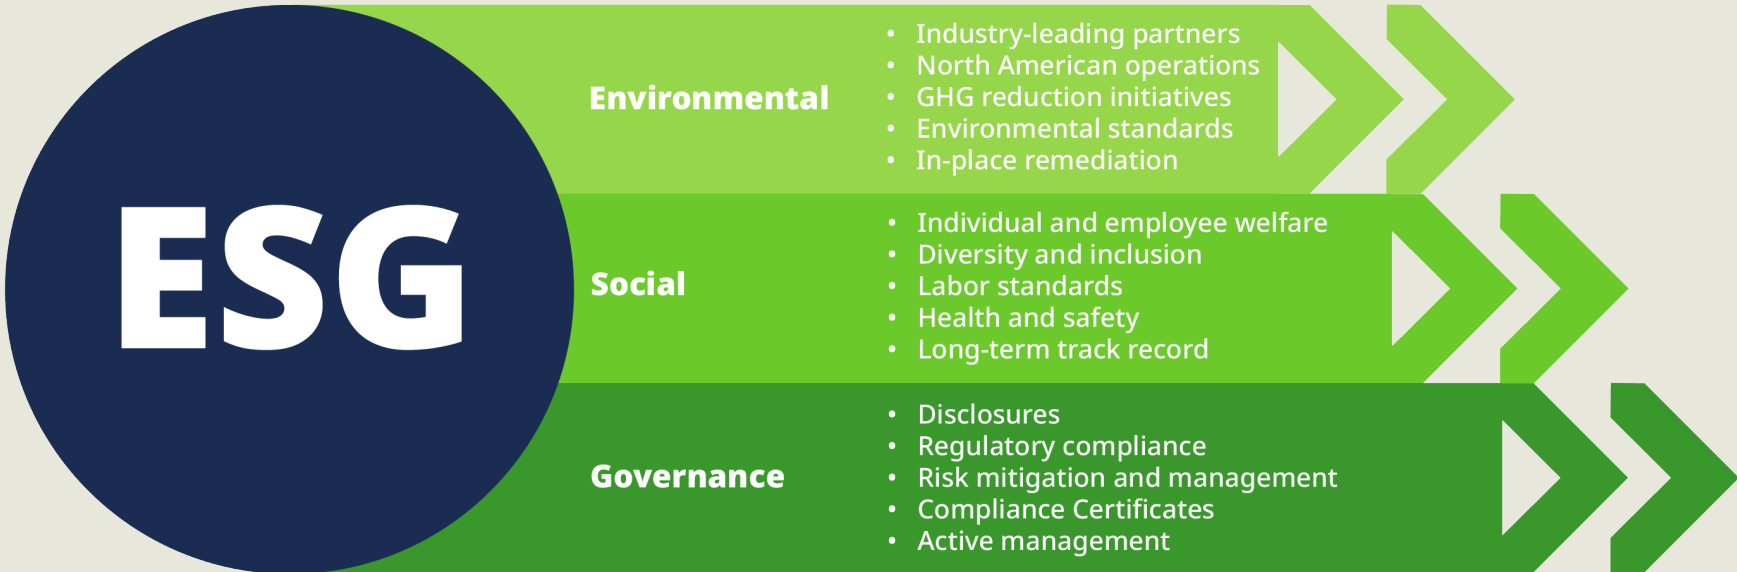 ESG
Environmental
• Industry-leading partners
• North American operations
• GHG reduction initiatives
• Environmental standards
• In-place remediation
Social
• Individual and employee welfare
• Diversity and inclusion
• Labor standards
• Health and safety
• Long-term track record
Governance
• Disclosures
• Regulatory compliance
• Risk mitigation and management
• Compliance Certificates
• Active management